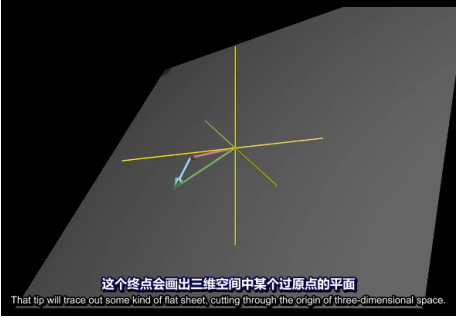 这个终点会画出三维空间中某个过原点的平面
That tip will trace out some kind of flat sheet, cutting through the origin of three-dimensional space.